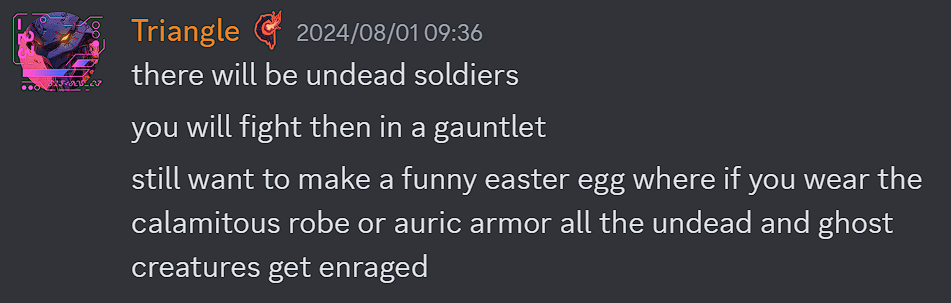 Triangle 2024/08/01 09:36
there will be undead soldiers
you will fight then in a gauntlet
still want to make a funny easter egg where if you wear the
calamitous robe or auric armor all the undead and ghost
creatures get enraged